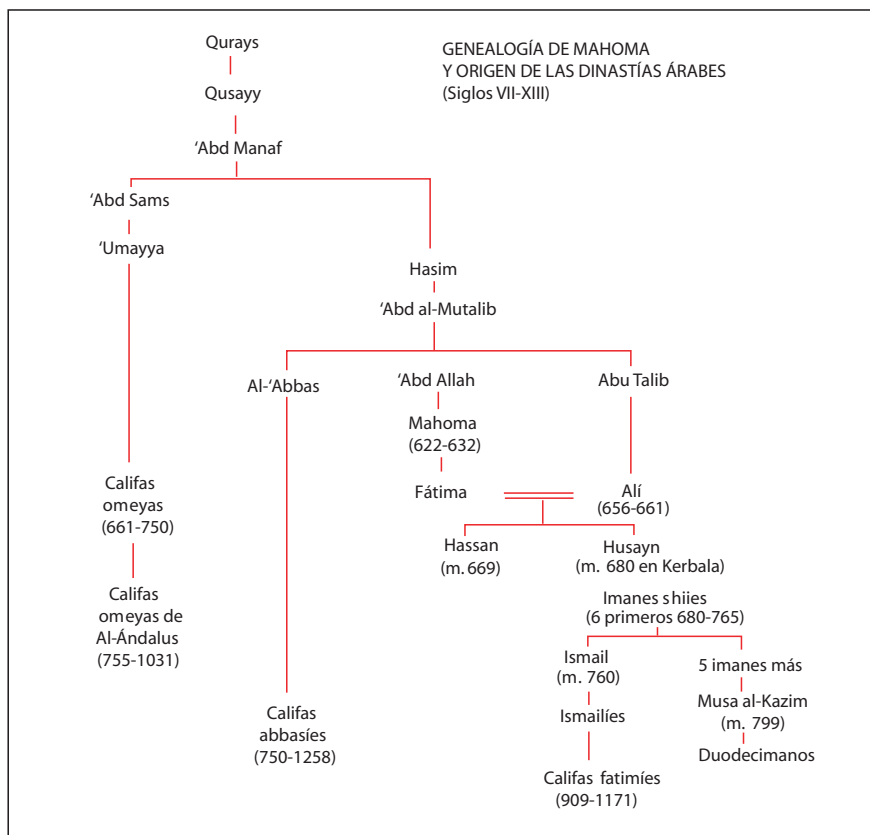 Qurays
GENEALOGÍA DE MAHOMA
Y ORIGEN DE LAS DINASTÍAS ÁRABES
(Siglos VII-XIII)
Qusayy
‘Abd Manaf
‘Abd Sams
‘Umayya
Hasim
‘Abd al-Mutalib
Al-‘Abbas
‘Abd Allah
Abu Talib
Mahoma
(622-632)
Fátima
Alí
(656-661)
Califas
omeyas
(661-750)
Hassan
(m. 669)
Husayn
(m. 680 en Kerbala)
Califas
omeyas de
Al-Ándalus
(755-1031)
Imanes shiies
(6 primeros 680-765)
Ismail
(m. 760)
5 imanes más
Musa al-Kazim
(m. 799)
Ismailíes
Duodecimanos
Califas
abbasíes
(750-1258)
Califas fatimíes
(909-1171)